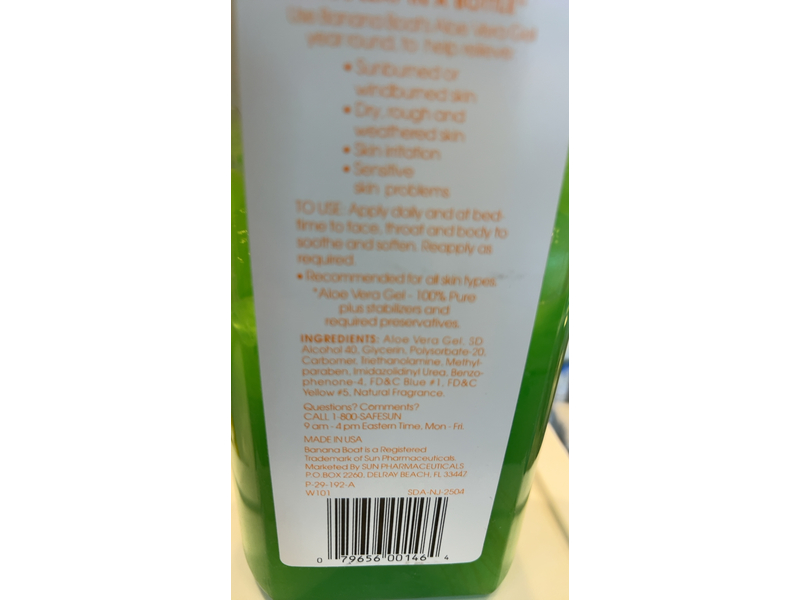 IN A BOTTLE
Use Banana Boat's Aloe Vera Gel
year round, to help relieve
• Sunburned or
windburned skin
• Dry, rough and
weathered skin
• Skin irritation
• Sensitive
skin problems
TO USE: Apply daily and at bed-
time to face, throat and body to
soothe and soften. Reapply as
required.
• Recommended for all skin types.
*Aloe Vera Gel - 100% Pure
plus stabilizers and
required preservatives.
INGREDIENTS: Aloe Vera Gel, SD
Alcohol 40, Glycerin, Polysorbate-20,
Carbomer, Triethanolamine, Methyl-
paraben, Imidazolidinyl Urea, Benzo-
phenone-4, FD&C Blue #1, FD&C
Yellow #5, Natural Fragrance.
Questions? Comments?
CALL 1-800-SAFESUN
9 am - 4 pm Eastern Time, Mon - Fri.
MADE IN USA
Banana Boat is a Registered
Trademark of Sun Pharmaceuticals.
Marketed By SUN PHARMACEUTICALS
P.O. BOX 2260, DELRAY BEACH, FL 33447
P-29-192-A
W101 SDA-NJ-2504
0 79656 00146 4